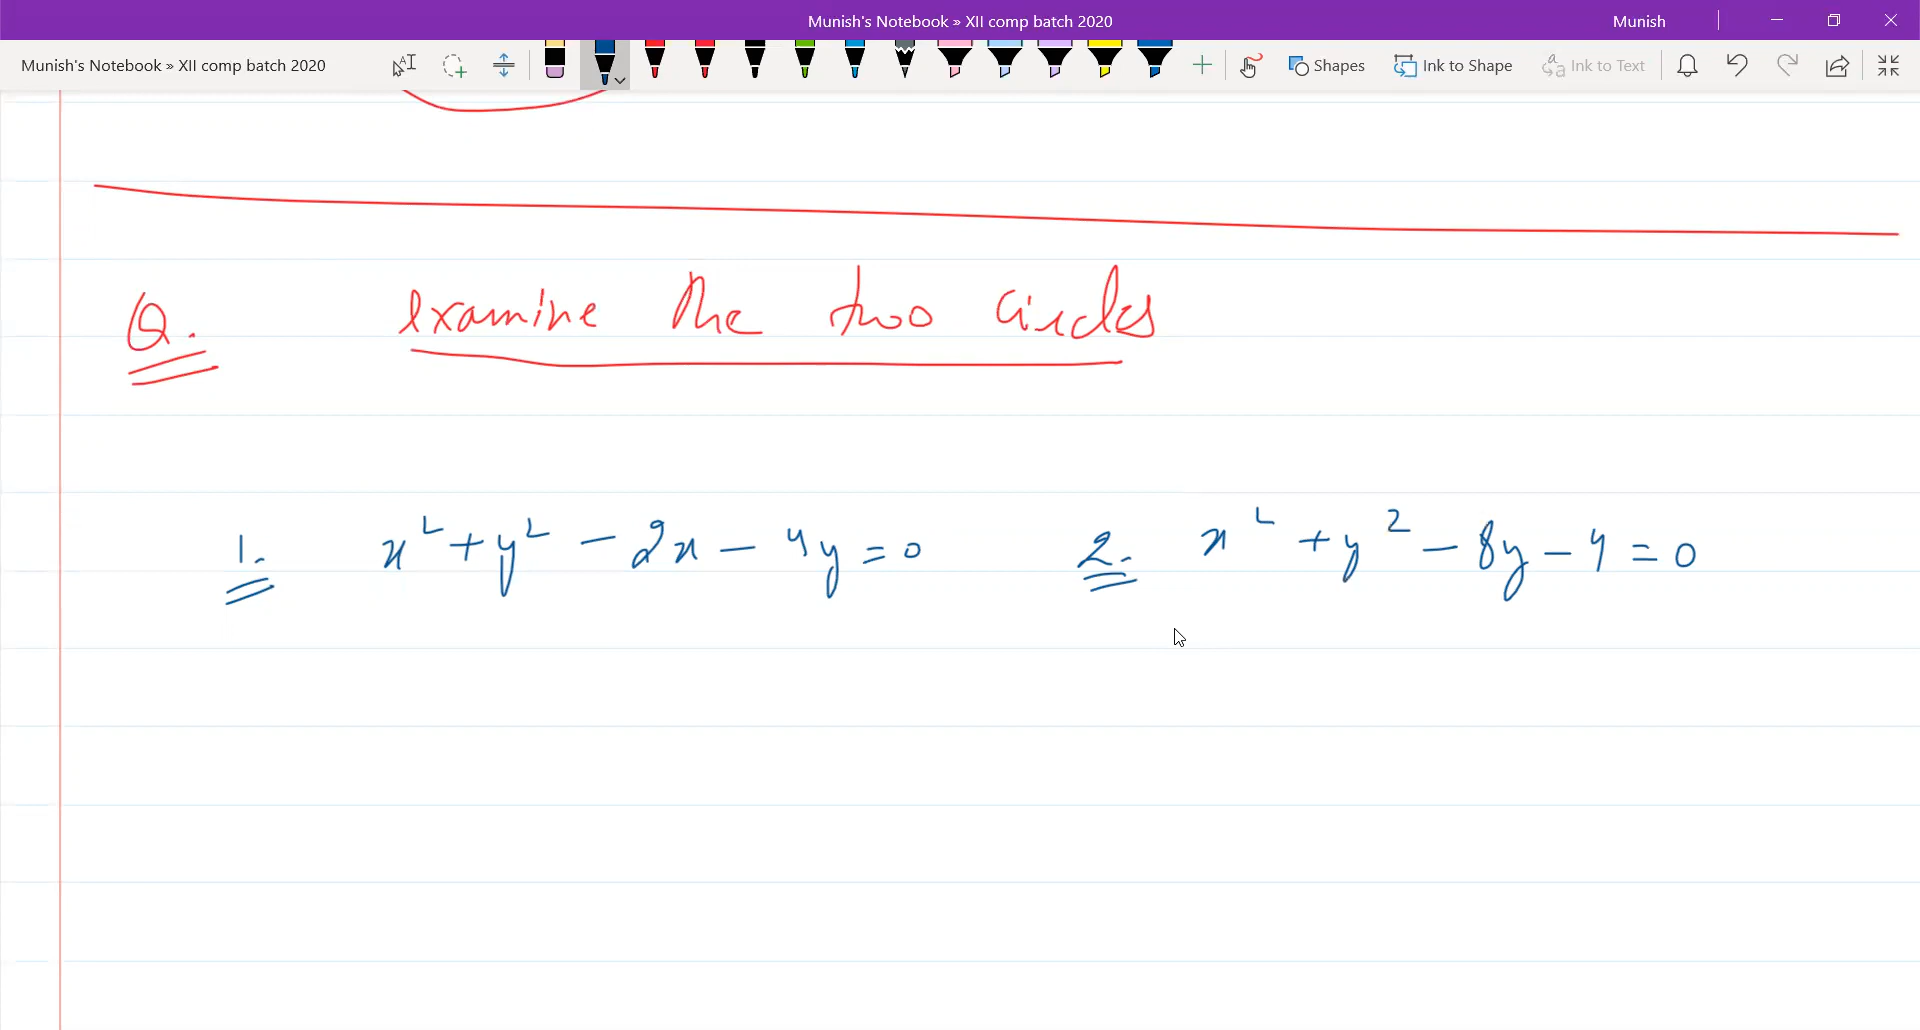 Munish's Notebook » XII comp batch 2020 Munish
Munish's Notebook » XII comp batch 2020 Shapes Ink to Shape Ink to Text
Q. examine the two circles
1. x² + y² - 2x - 4y = 0 2. x² + y² - 8y - 4 = 0